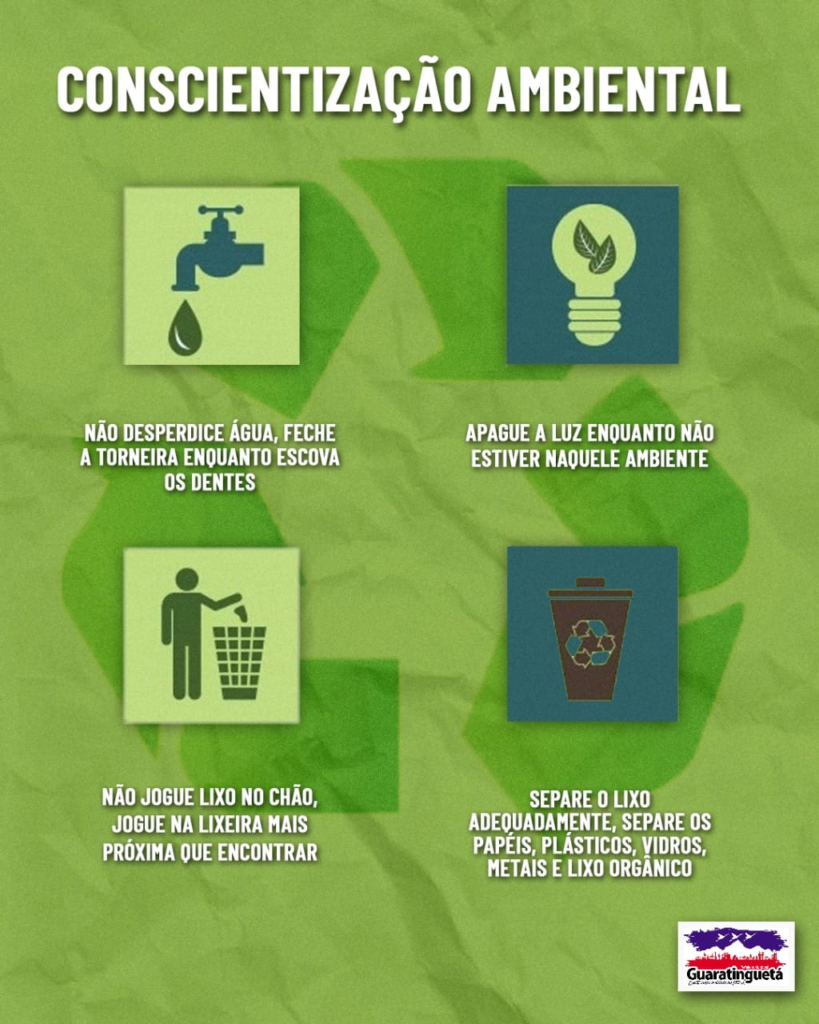 CONSCIENTIZAÇÃO AMBIENTAL
NÃO DESPERDICE ÁGUA, FECHE
A TORNEIRA ENQUANTO ESCOVA
OS DENTES
APAGUE A LUZ ENQUANTO NÃO
ESTIVER NAQUELE AMBIENTE
NÃO JOGUE LIXO NO CHÃO,
JOGUE NA LIXEIRA MAIS
PRÓXIMA QUE ENCONTRAR
SEPARE O LIXO
ADEQUADAMENTE, SEPARE OS
PAPÉIS, PLÁSTICOS, VIDROS,
METAIS E LIXO ORGÂNICO
Guaratinguetá